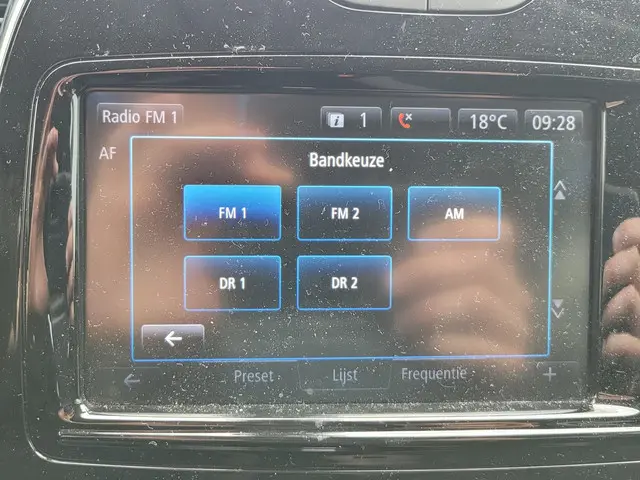 Radio FM 1
i 1 18°C 09:28
AF
Bandkeuze
FM 1 FM 2 AM
DR 1 DR 2
Preset Lijst Frequentie +